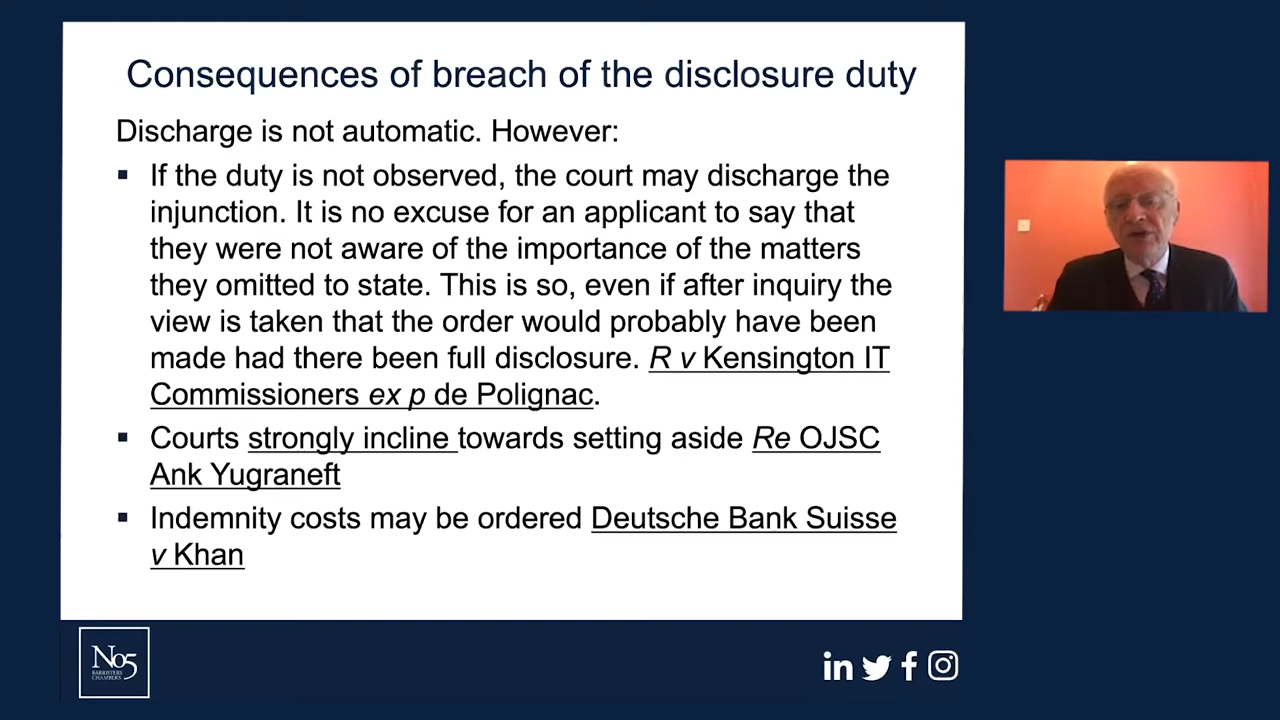 Consequences of breach of the disclosure duty
Discharge is not automatic. However:
▪ If the duty is not observed, the court may discharge the
injunction. It is no excuse for an applicant to say that
they were not aware of the importance of the matters
they omitted to state. This is so, even if after inquiry the
view is taken that the order would probably have been
made had there been full disclosure. R v Kensington IT
Commissioners ex p de Polignac.
▪ Courts strongly incline towards setting aside Re OJSC
Ank Yugraneft
▪ Indemnity costs may be ordered Deutsche Bank Suisse
v Khan
No5
BARRISTERS
CHAMBERS